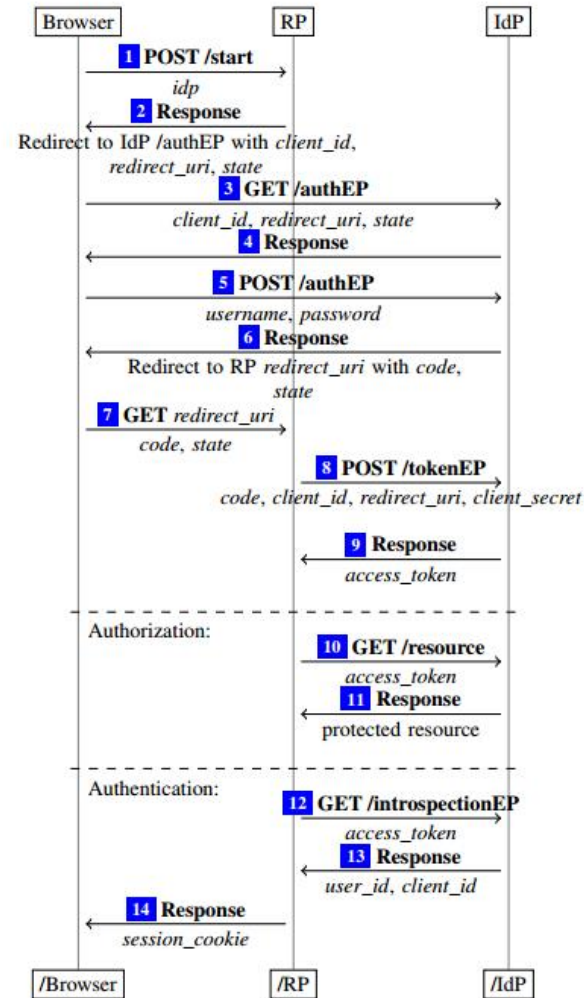 Browser RP IdP
1 POST /start
idp
2 Response
Redirect to IdP /authEP with client_id,
redirect_uri, state
3 GET /authEP
client_id, redirect_uri, state
4 Response
5 POST /authEP
username, password
6 Response
Redirect to RP redirect_uri with code,
state
7 GET redirect_uri
code, state
8 POST /tokenEP
code, client_id, redirect_uri, client_secret
9 Response
access_token
Authorization:
10 GET /resource
access_token
11 Response
protected resource
Authentication:
12 GET /introspectionEP
access_token
13 Response
user_id, client_id
14 Response
session_cookie
/Browser /RP /IdP